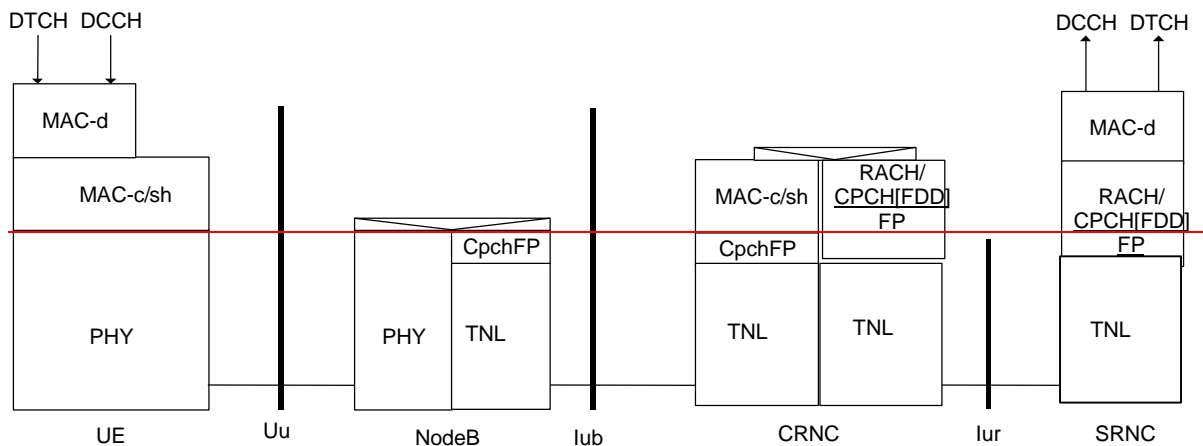 DTCH DCCH
DCCH DTCH
MAC-d
MAC-d
MAC-c/sh
MAC-c/sh
RACH/
CPCH[FDD]
FP
RACH/
CPCH[FDD]
FP
CpchFP
CpchFP
PHY
PHY
TNL
TNL
TNL
TNL
UE
Uu
NodeB
Iub
CRNC
Iur
SRNC